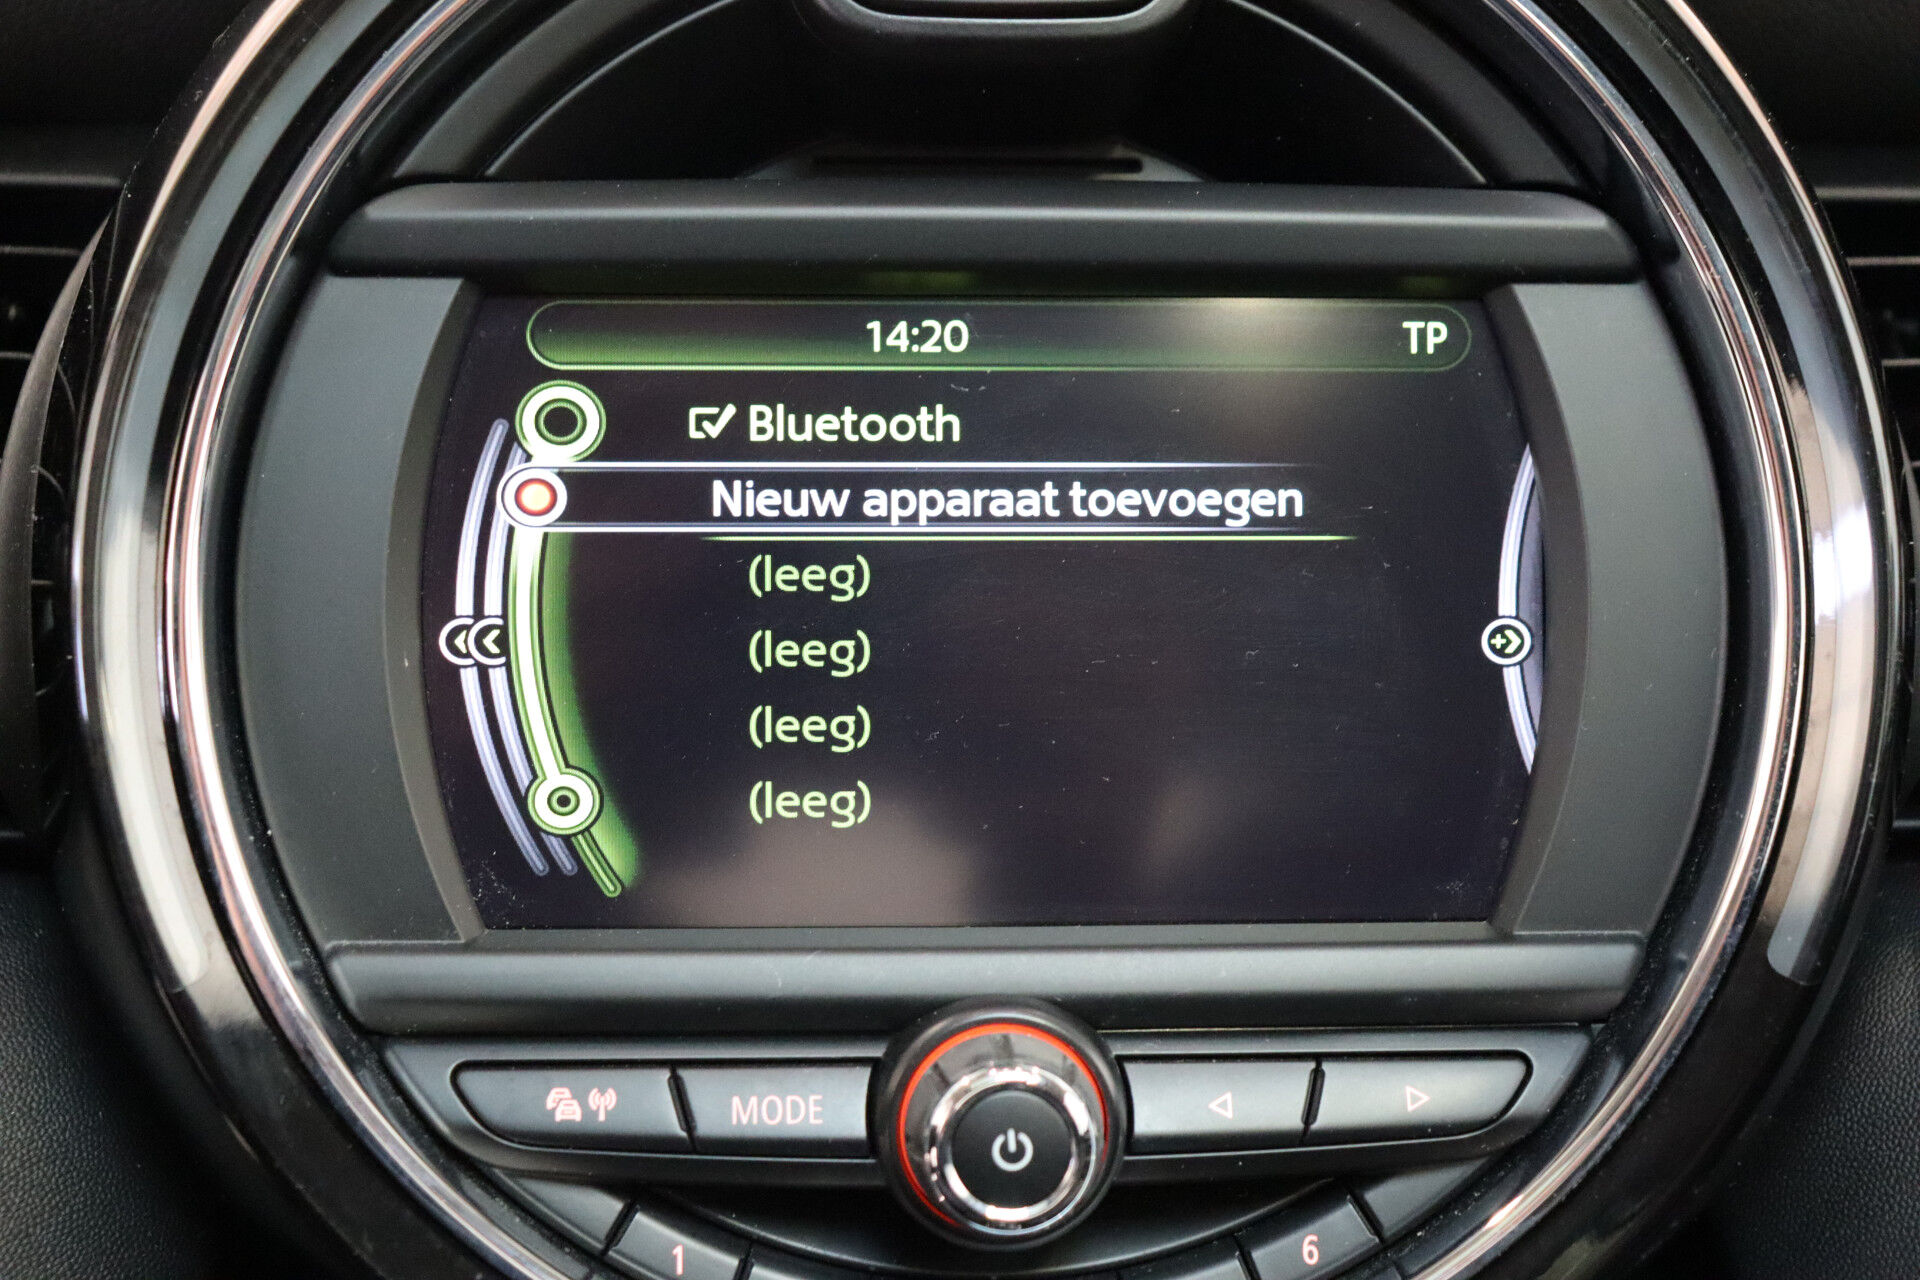 14:20 TP
Bluetooth
Nieuw apparaat toevoegen
(leeg)
(leeg)
(leeg)
(leeg)
MODE
1 6